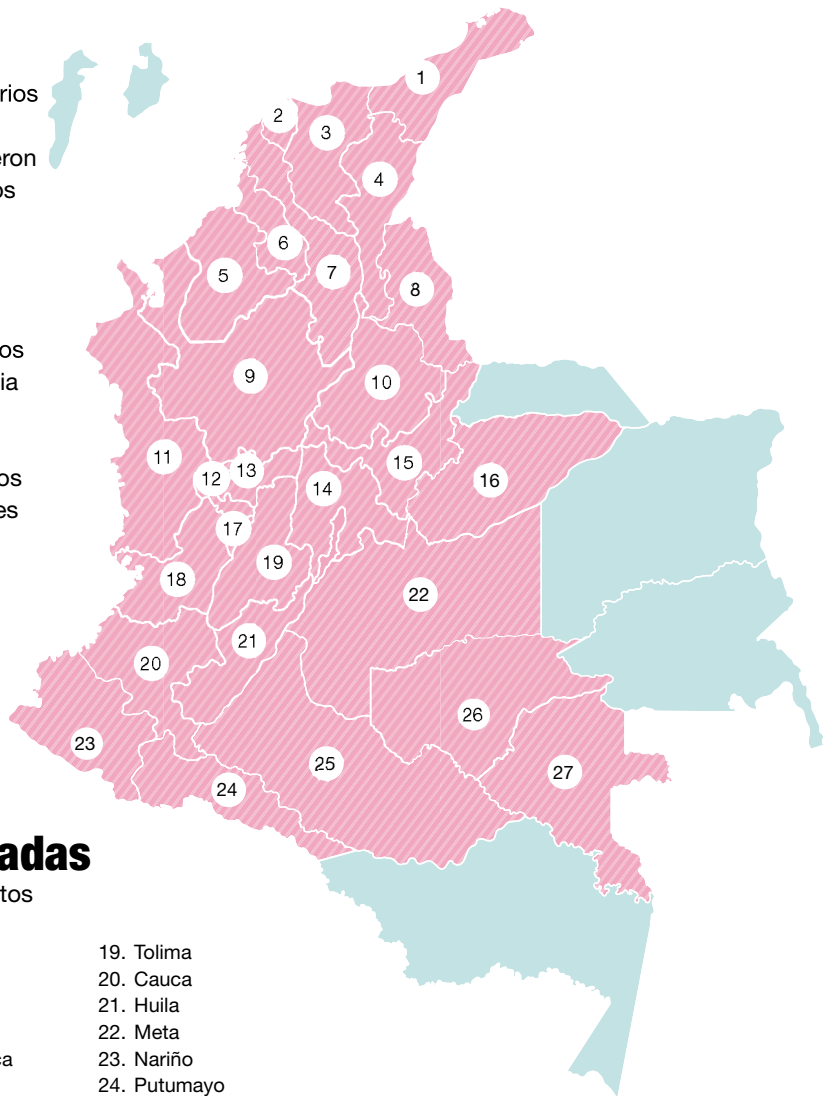 rios
eron
os
os
ia
os
es
1
2
3
4
5
6
7
8
9
10
11
12
13
14
15
16
17
18
19
20
21
22
23
24
25
26
27
adas
tos
ca
19. Tolima
20. Cauca
21. Huila
22. Meta
23. Nariño
24. Putumayo